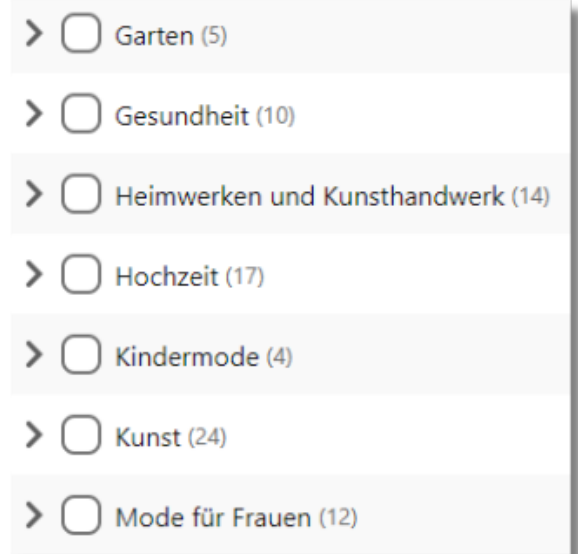 Garten (5)
Gesundheit (10)
Heimwerken und Kunsthandwerk (14)
Hochzeit (17)
Kindermode (4)
Kunst (24)
Mode für Frauen (12)